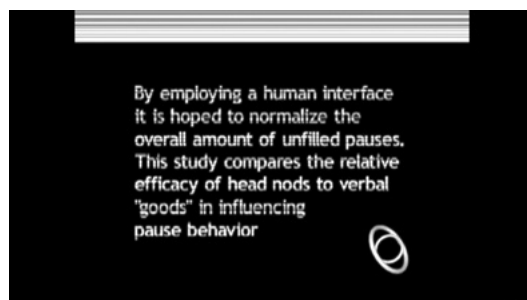 By employing a human interface
it is hoped to normalize the
overall amount of unfilled pauses.
This study compares the relative
efficacy of head nods to verbal
"goods" in influencing
pause behavior